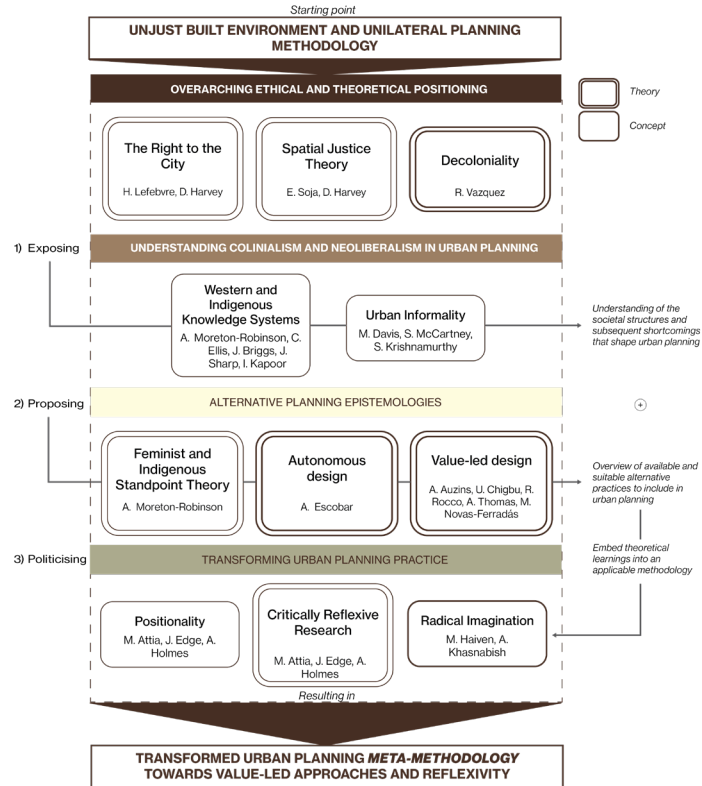 Starting point
UNJUST BUILT ENVIRONMENT AND UNILATERAL PLANNING
METHODOLOGY
OVERARCHING ETHICAL AND THEORETICAL POSITIONING
Theory
Concept
The Right to the
City
H. Lefebvre, D. Harvey
Spatial Justice
Theory
E. Soja, D. Harvey
Decoloniality
R. Vazquez
1) Exposing
UNDERSTANDING COLINIALISM AND NEOLIBERALISM IN URBAN PLANNING
Western and
Indigenous
Knowledge Systems
A. Moreton-Robinson, C.
Ellis, J. Briggs, J.
Sharp, I. Kapoor
Urban Informality
M. Davis, S. McCartney,
S. Krishnamurthy
Understanding of the
societal structures and
subsequent shortcomings
that shape urban planning
2) Proposing
ALTERNATIVE PLANNING EPISTEMOLOGIES
+
Feminist and
Indigenous
Standpoint Theory
A. Moreton-Robinson
Autonomous
design
A. Escobar
Value-led design
A. Auzins, U. Chigbu, R.
Rocco, A. Thomas, M.
Novas-Ferradás
Overview of available and
suitable alternative
practices to include in
urban planning
3) Politicising
TRANSFORMING URBAN PLANNING PRACTICE
Embed theoretical
learnings into an
applicable methodology
Positionality
M. Attia, J. Edge, A.
Holmes
Critically Reflexive
Research
M. Attia, J. Edge, A.
Holmes
Radical Imagination
M. Haiven, A.
Khasnabish
Resulting in
TRANSFORMED URBAN PLANNING META-METHODOLOGY
TOWARDS VALUE-LED APPROACHES AND REFLEXIVITY